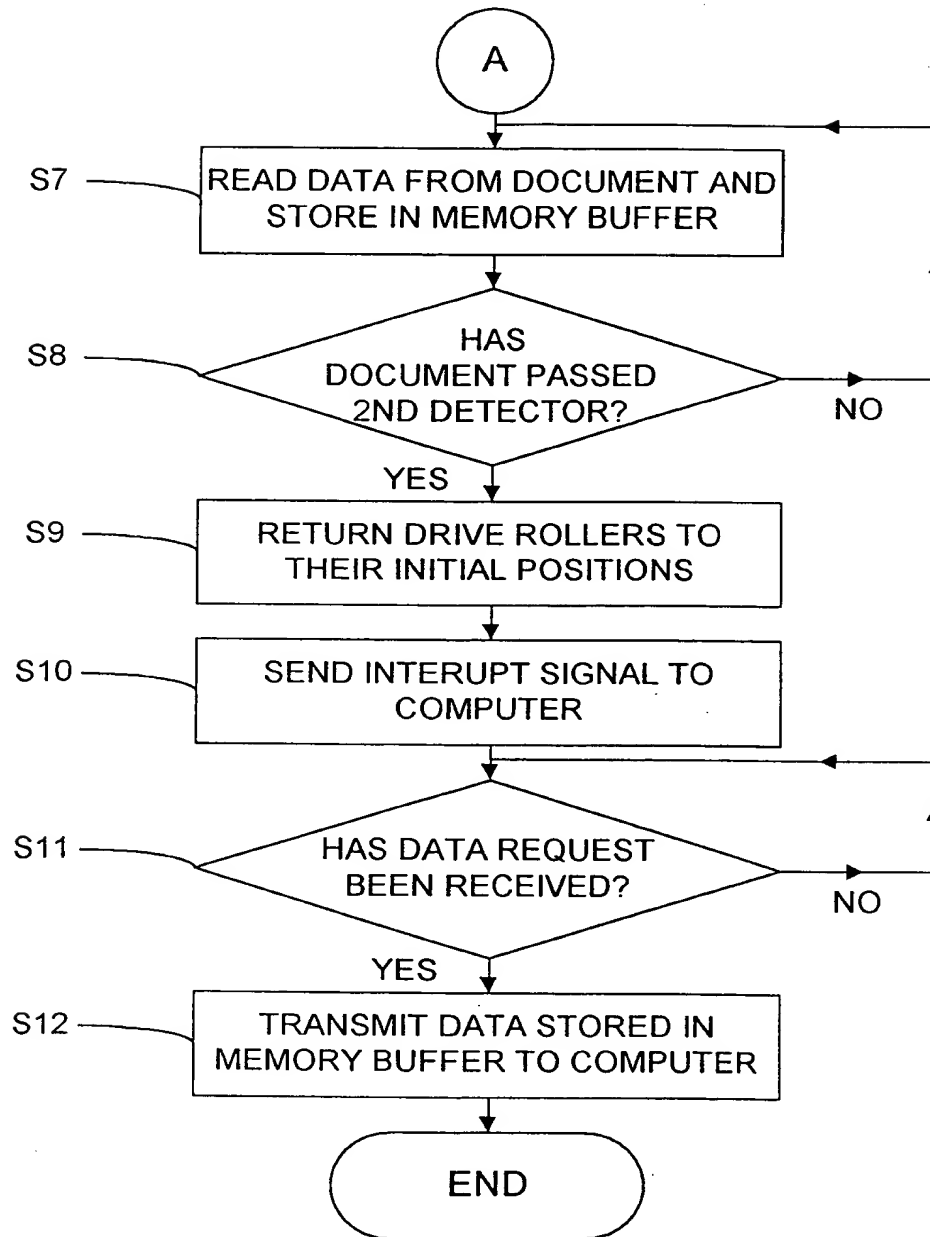 A
S7
READ DATA FROM DOCUMENT AND
STORE IN MEMORY BUFFER
S8
HAS
DOCUMENT PASSED
2ND DETECTOR?
NO
YES
S9
RETURN DRIVE ROLLERS TO
THEIR INITIAL POSITIONS
S10
SEND INTERUPT SIGNAL TO
COMPUTER
S11
HAS DATA REQUEST
BEEN RECEIVED?
NO
YES
S12
TRANSMIT DATA STORED IN
MEMORY BUFFER TO COMPUTER
END